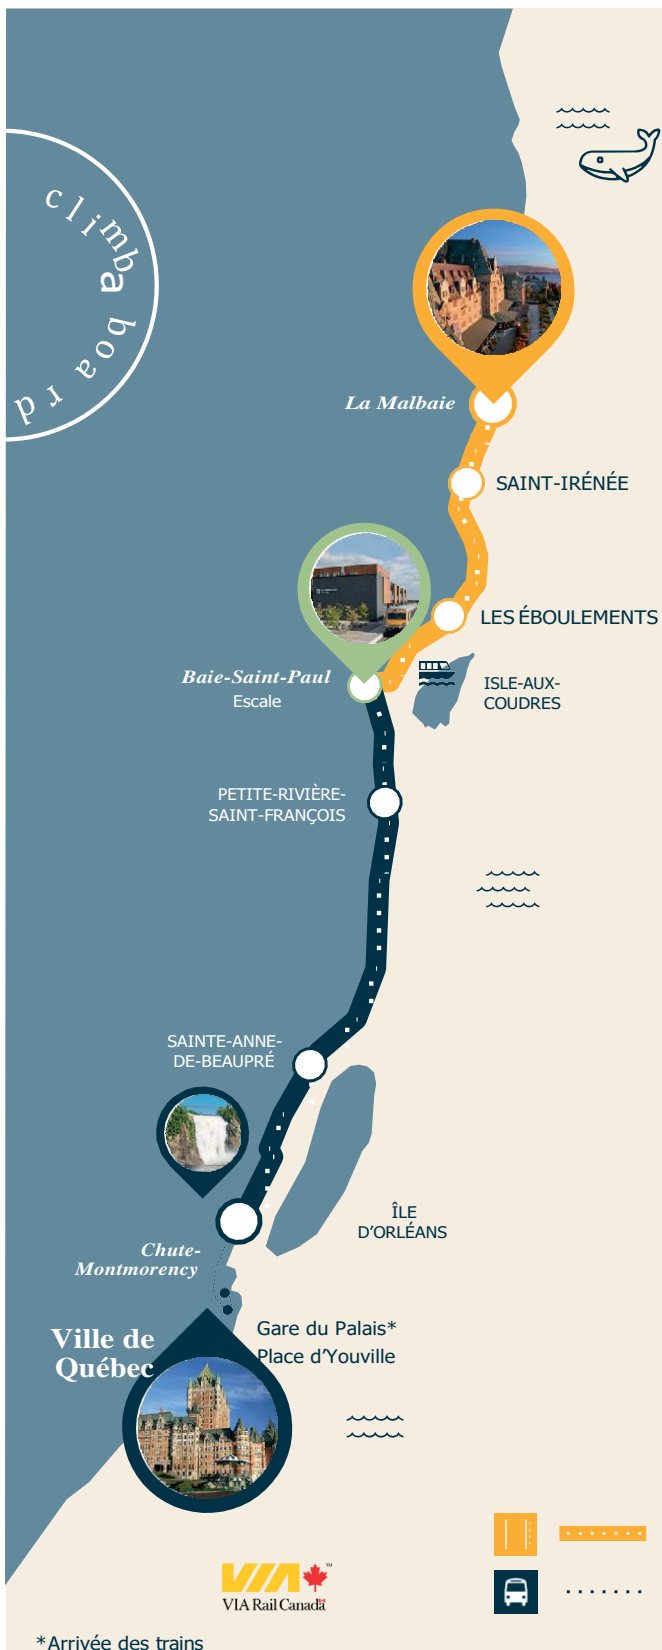 climb
a
board
La Malbaie
SAINT-IRÉNÉE
LES ÉBOULEMENTS
Baie-Saint-Paul
Escale
ISLE-AUX-
COUDRES
PETITE-RIVIÈRE-
SAINT-FRANÇOIS
SAINTE-ANNE-
DE-BEAUPRÉ
ÎLE
D'ORLÉANS
Chute-
Montmorency
Ville de
Québec
Gare du Palais*
Place d'Youville
VIA
VIA Rail Canada
*Arrivée des trains